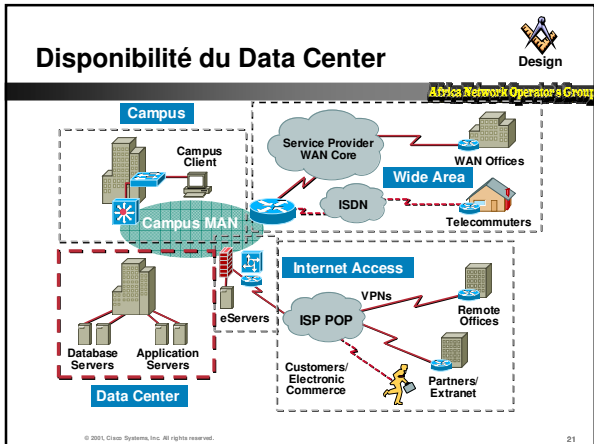 Disponibilité du Data Center
Design
Africa Network Operator's Group
Campus
Campus
Client
Campus MAN
Service Provider
WAN Core
WAN Offices
Wide Area
ISDN
Telecommuters
eServers
Internet Access
VPNs
ISP POP
Remote
Offices
Customers/
Electronic
Commerce
Partners/
Extranet
Database
Servers
Application
Servers
Data Center
© 2001, Cisco Systems, Inc. All rights reserved.
21